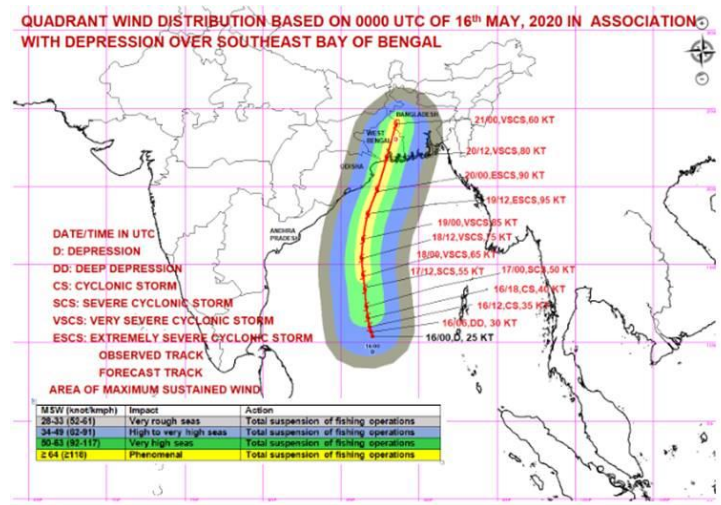 QUADRANT WIND DISTRIBUTION BASED ON 0000 UTC OF 16th MAY, 2020 IN ASSOCIATION
WITH DEPRESSION OVER SOUTHEAST BAY OF BENGAL
BANGLADESH
21/00,VSCS,60 KT
WEST
BENGAL
20/12,VSCS,80 KT
ODISHA
20/00,ESCS,90 KT
19/12,ESCS,95 KT
19/00,VSCS,85 KT
ANDHRA
PRADESH
18/12,VSCS,75 KT
18/00,VSCS,65 KT
17/12,SCS,55 KT
17/00,SCS,50 KT
16/18,CS,40 KT
16/12,CS,35 KT
16/06,DD, 30 KT
16/00,D, 25 KT
16/00
D
DATE/TIME IN UTC
D: DEPRESSION
DD: DEEP DEPRESSION
CS: CYCLONIC STORM
SCS: SEVERE CYCLONIC STORM
VSCS: VERY SEVERE CYCLONIC STORM
ESCS: EXTREMELY SEVERE CYCLONIC STORM
OBSERVED TRACK
FORECAST TRACK
AREA OF MAXIMUM SUSTAINED WIND
MSW (knot/kmph) Impact Action
28-33 (52-61) Very rough seas Total suspension of fishing operations
34-49 (62-91) High to very high seas Total suspension of fishing operations
50-63 (92-117) Very high seas Total suspension of fishing operations
≥ 64 (≥118) Phenomenal Total suspension of fishing operations